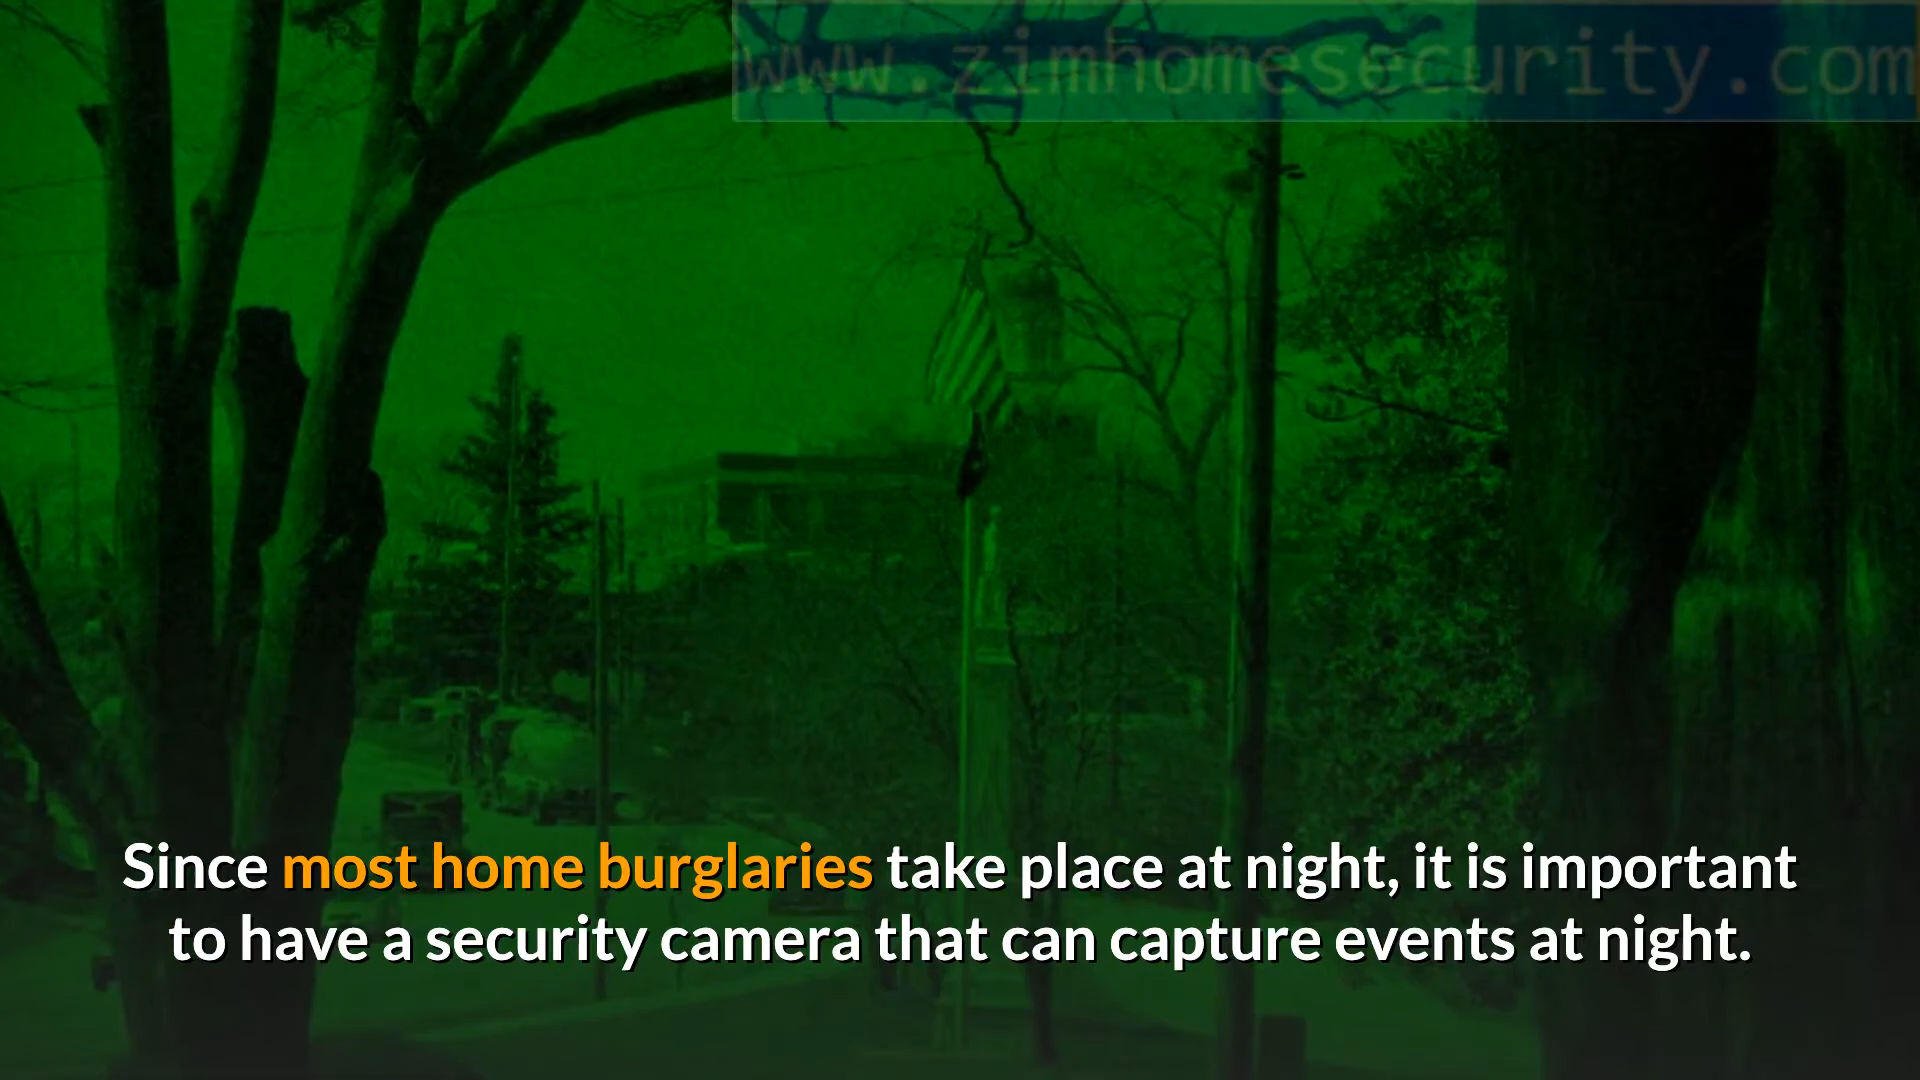 www.zimhomesecurity.com
Since most home burglaries take place at night, it is important
to have a security camera that can capture events at night.